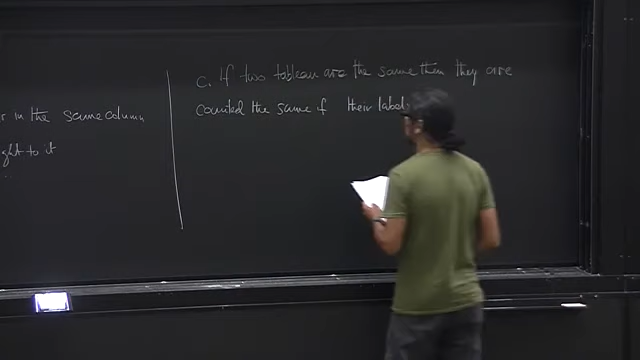 r in the same column
ght to it
c. If two tableau are the same then they are
counted the same if their labels